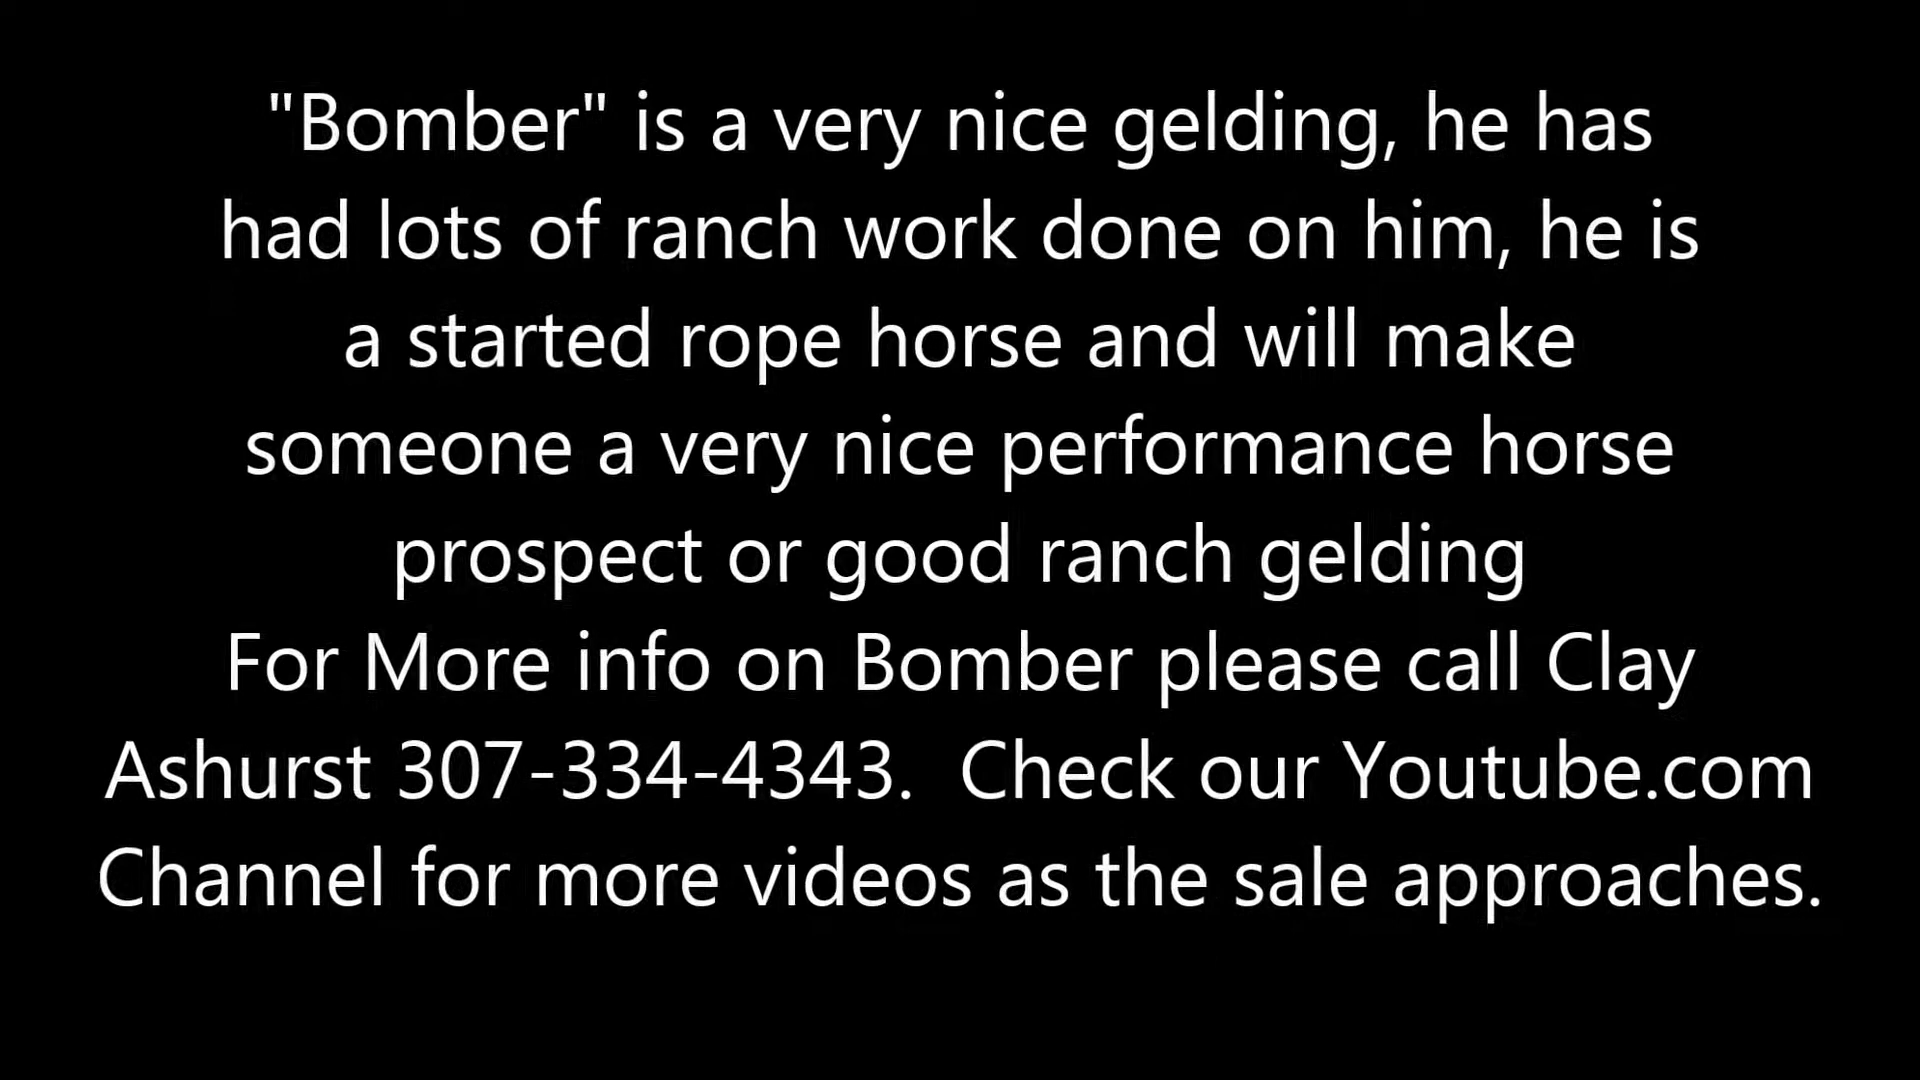 "Bomber" is a very nice gelding, he has
had lots of ranch work done on him, he is
a started rope horse and will make
someone a very nice performance horse
prospect or good ranch gelding
For More info on Bomber please call Clay
Ashurst 307-334-4343.  Check our Youtube.com
Channel for more videos as the sale approaches.